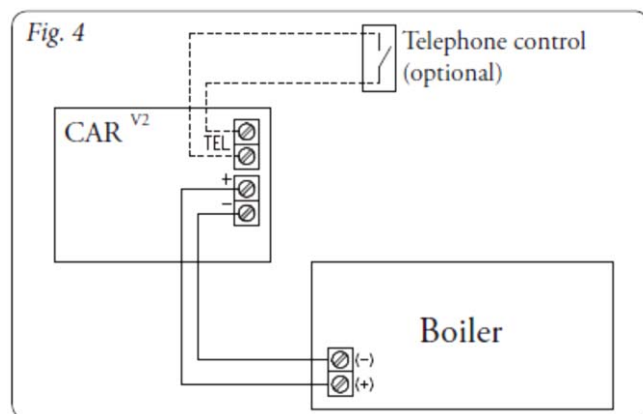 Fig. 4
Telephone control
(optional)
CAR V2
TEL
+
−
Boiler
(−)
(+)